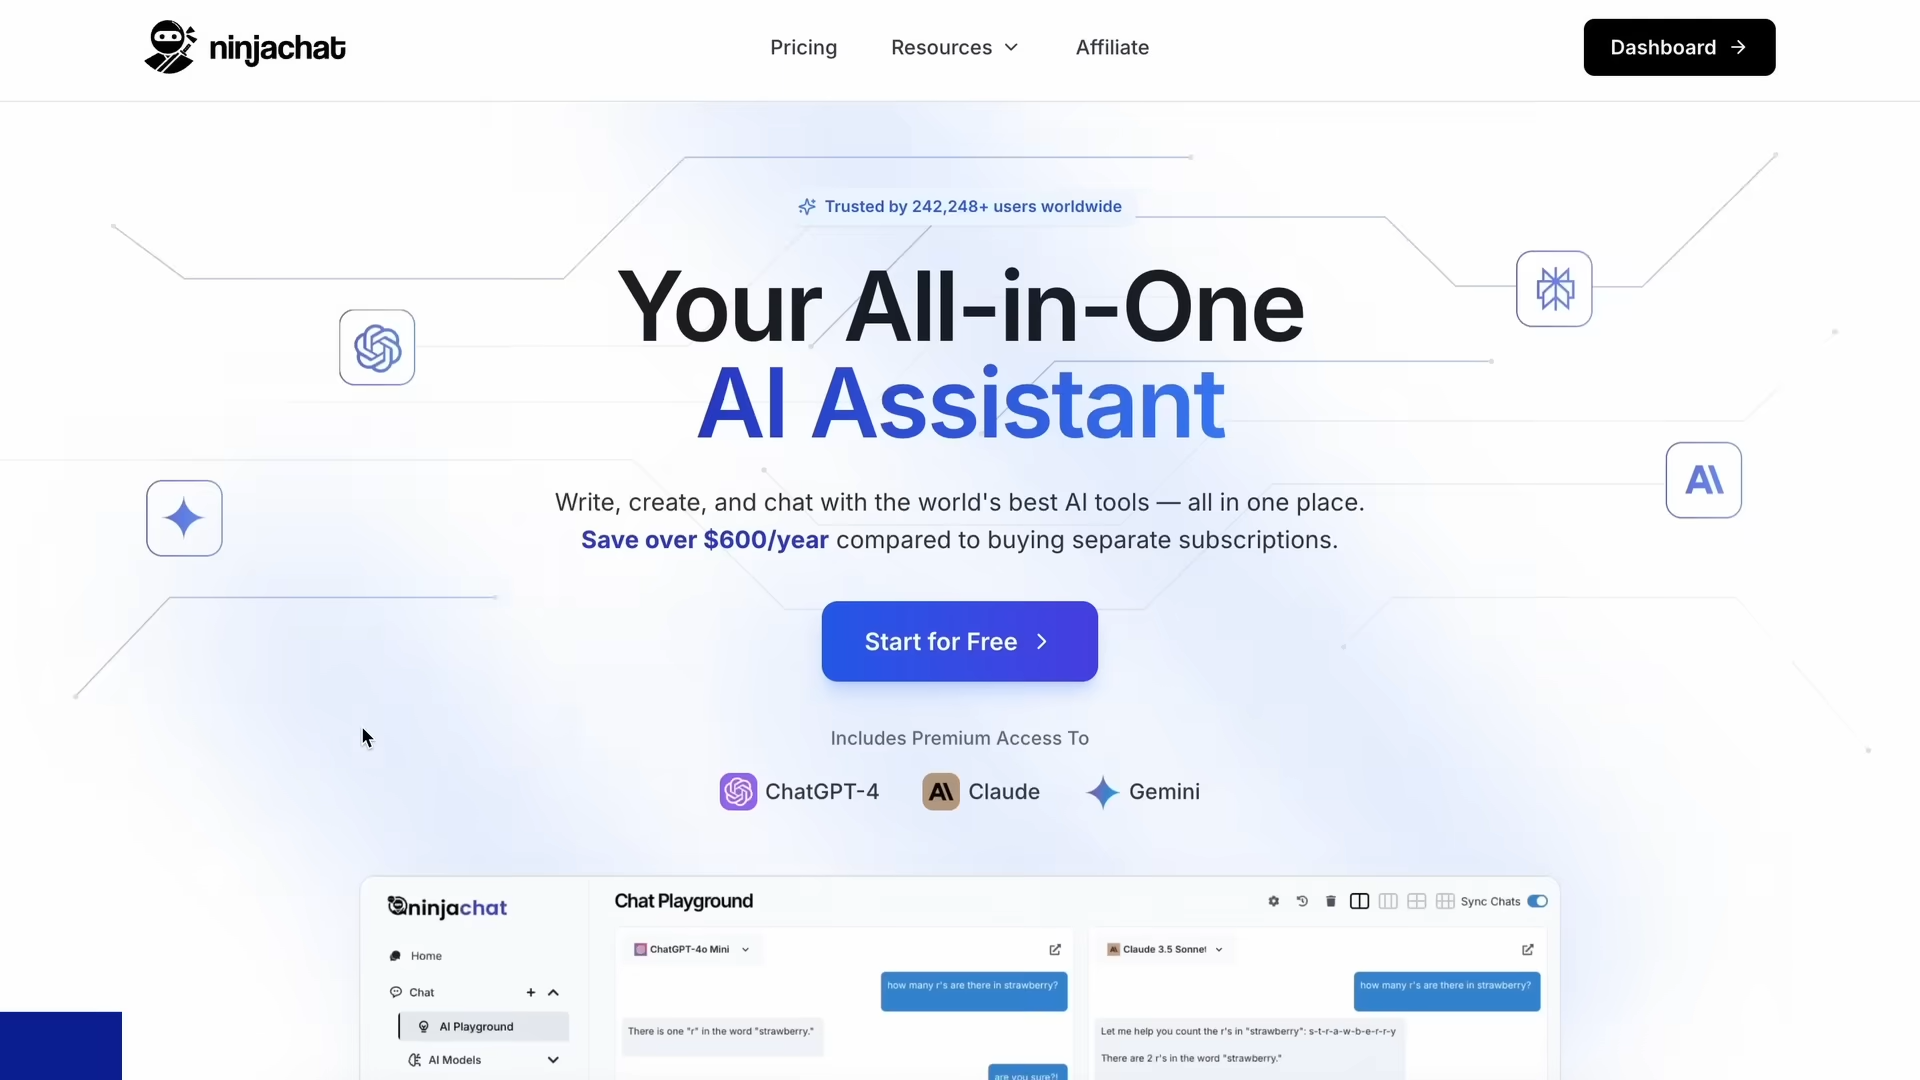 ninjachat
Pricing
Resources
Affiliate
Dashboard
Trusted by 242,248+ users worldwide
Your All-in-One
AI Assistant
Write, create, and chat with the world's best AI tools — all in one place.
Save over $600/year compared to buying separate subscriptions.
Start for Free
Includes Premium Access To
ChatGPT-4
Claude
Gemini
ninjachat
Home
Chat
AI Playground
AI Models
Chat Playground
Sync Chats
ChatGPT-4o Mini
how many r's are there in strawberry?
There is one "r" in the word "strawberry."
are you sure?!
Claude 3.5 Sonnet
how many r's are there in strawberry?
Let me help you count the r's in "strawberry": s-t-r-a-w-b-e-r-r-y
There are 2 r's in the word "strawberry."